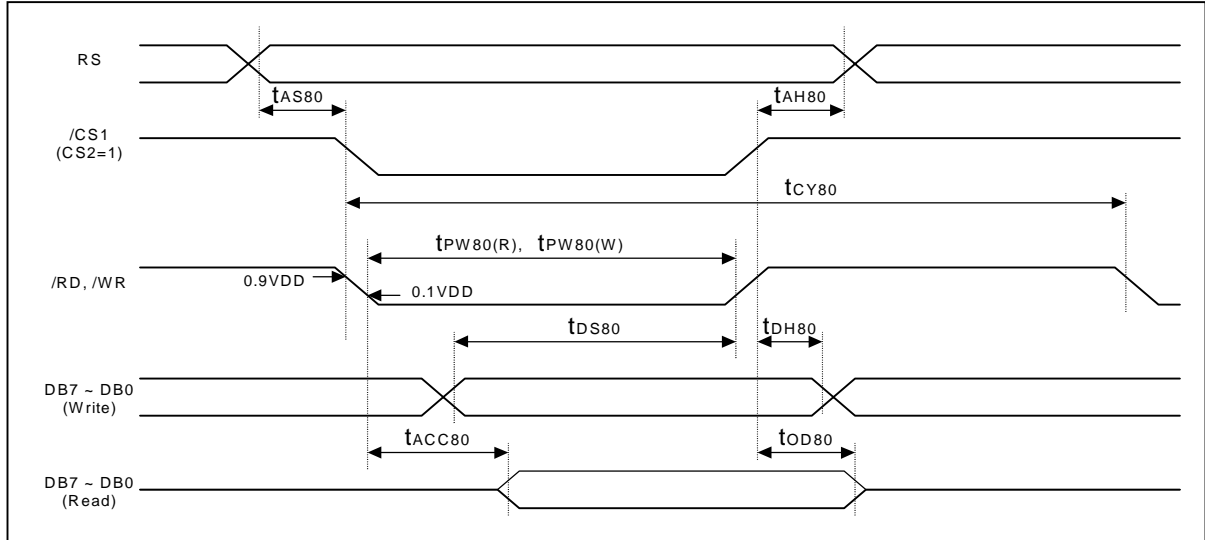 RS
tAS80
tAH80
/CS1
(CS2=1)
tCY80
tPW80(R), tPW80(W)
/RD, /WR
0.9VDD
0.1VDD
tDS80
tDH80
DB7 ~ DB0
(Write)
tACC80
tOD80
DB7 ~ DB0
(Read)